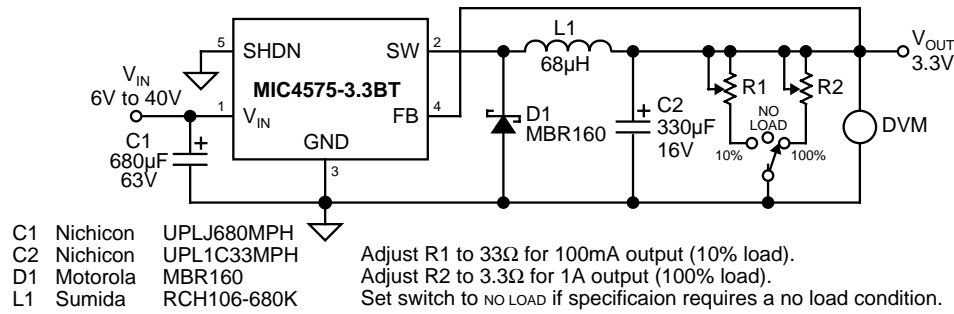 L1
68µH
V_OUT
3.3V
5
SHDN
SW
2
MIC4575-3.3BT
V_IN
6V to 40V
1
V_IN
FB
4
GND
3
C1
680µF
63V
D1
MBR160
C2
330µF
16V
+
+
R1
R2
NO
LOAD
10%
100%
DVM
C1 Nichicon UPLJ680MPH
C2 Nichicon UPL1C33MPH Adjust R1 to 33Ω for 100mA output (10% load).
D1 Motorola MBR160 Adjust R2 to 3.3Ω for 1A output (100% load).
L1 Sumida RCH106-680K Set switch to NO LOAD if specificaion requires a no load condition.